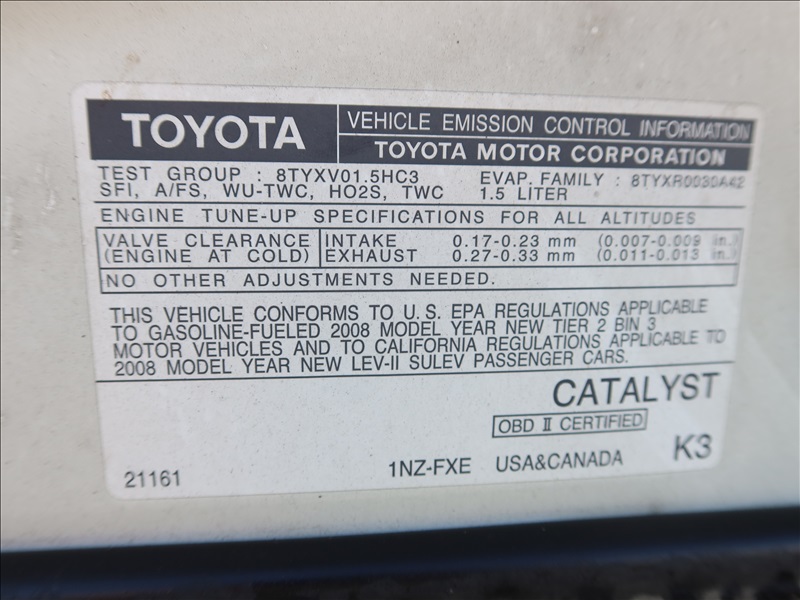 TOYOTA
VEHICLE EMISSION CONTROL INFORMATION
TOYOTA MOTOR CORPORATION
TEST GROUP : 8TYXV01.5HC3 EVAP. FAMILY : 8TYXR0030A42
SFI, A/FS, WU-TWC, HO2S, TWC 1.5 LITER
ENGINE TUNE-UP SPECIFICATIONS FOR ALL ALTITUDES
VALVE CLEARANCE INTAKE 0.17-0.23 mm (0.007-0.009 in.)
(ENGINE AT COLD) EXHAUST 0.27-0.33 mm (0.011-0.013 in.)
NO OTHER ADJUSTMENTS NEEDED.
THIS VEHICLE CONFORMS TO U.S. EPA REGULATIONS APPLICABLE
TO GASOLINE-FUELED 2008 MODEL YEAR NEW TIER 2 BIN 3
MOTOR VEHICLES AND TO CALIFORNIA REGULATIONS APPLICABLE TO
2008 MODEL YEAR NEW LEV-II SULEV PASSENGER CARS.
CATALYST
OBD II CERTIFIED
21161 1NZ-FXE USA&CANADA K3